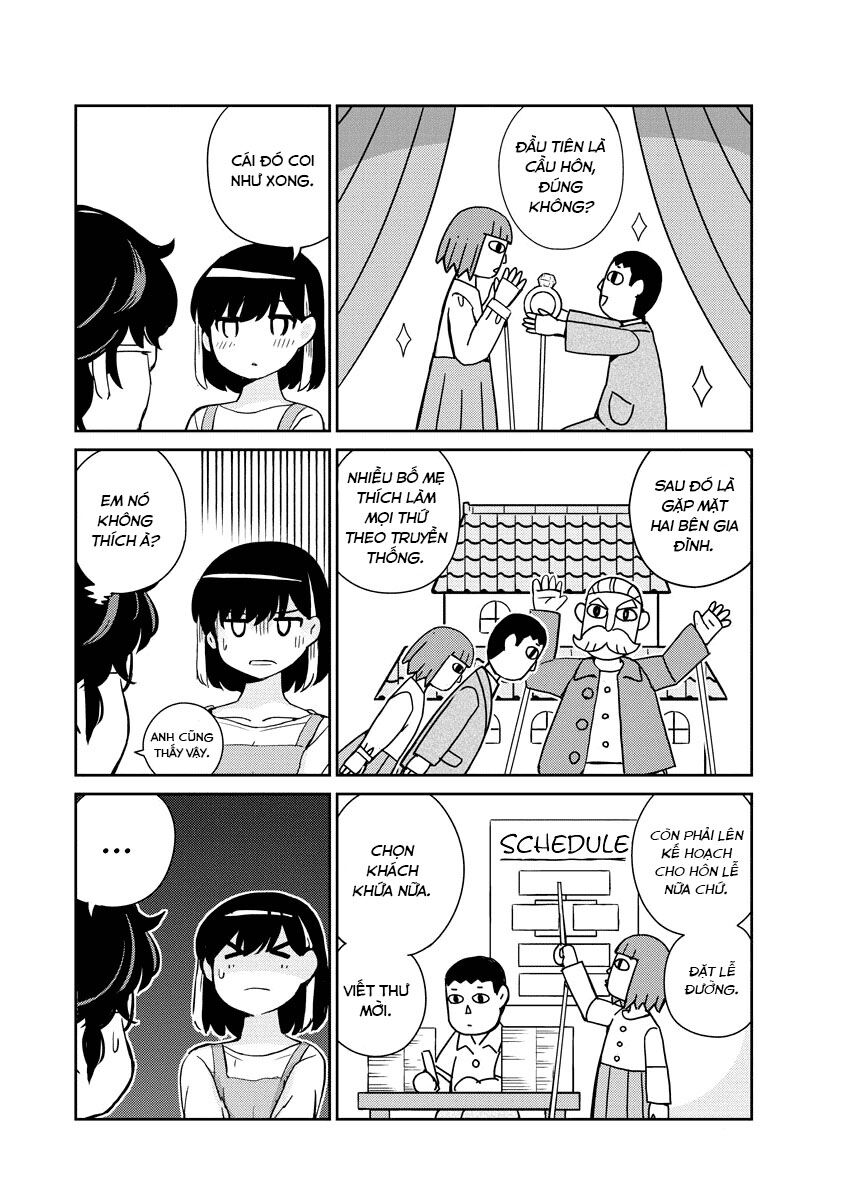 ĐẦU TIÊN LÀ
CẦU HÔN,
ĐÚNG
KHÔNG?
CÁI ĐÓ COI
NHƯ XONG.
SAU ĐÓ LÀ
GẶP MẶT
HAI BÊN GIA
ĐÌNH.
NHIỀU BỐ MẸ
THÍCH LÀM
MỌI THỨ
THEO TRUYỀN
THỐNG.
EM NÓ
KHÔNG
THÍCH À?
ANH CŨNG
THẤY VẬY.
CÒN PHẢI LÊN
KẾ HOẠCH
CHO HÔN LỄ
NỮA CHỨ.
ĐẶT LỄ
ĐƯỜNG.
SCHEDULE
CHỌN
KHÁCH
KHỨA NỮA.
VIẾT THƯ
MỜI.
...